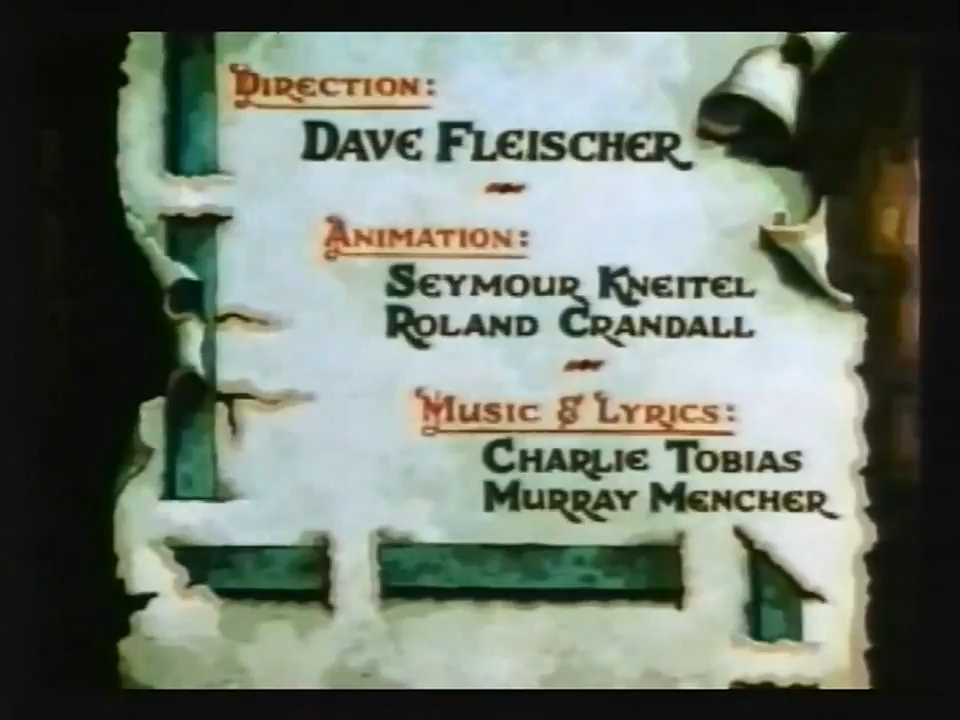 DIRECTION:
DAVE FLEISCHER
ANIMATION:
SEYMOUR KNEITEL
ROLAND CRANDALL
MUSIC & LYRICS:
CHARLIE TOBIAS
MURRAY MENCHER